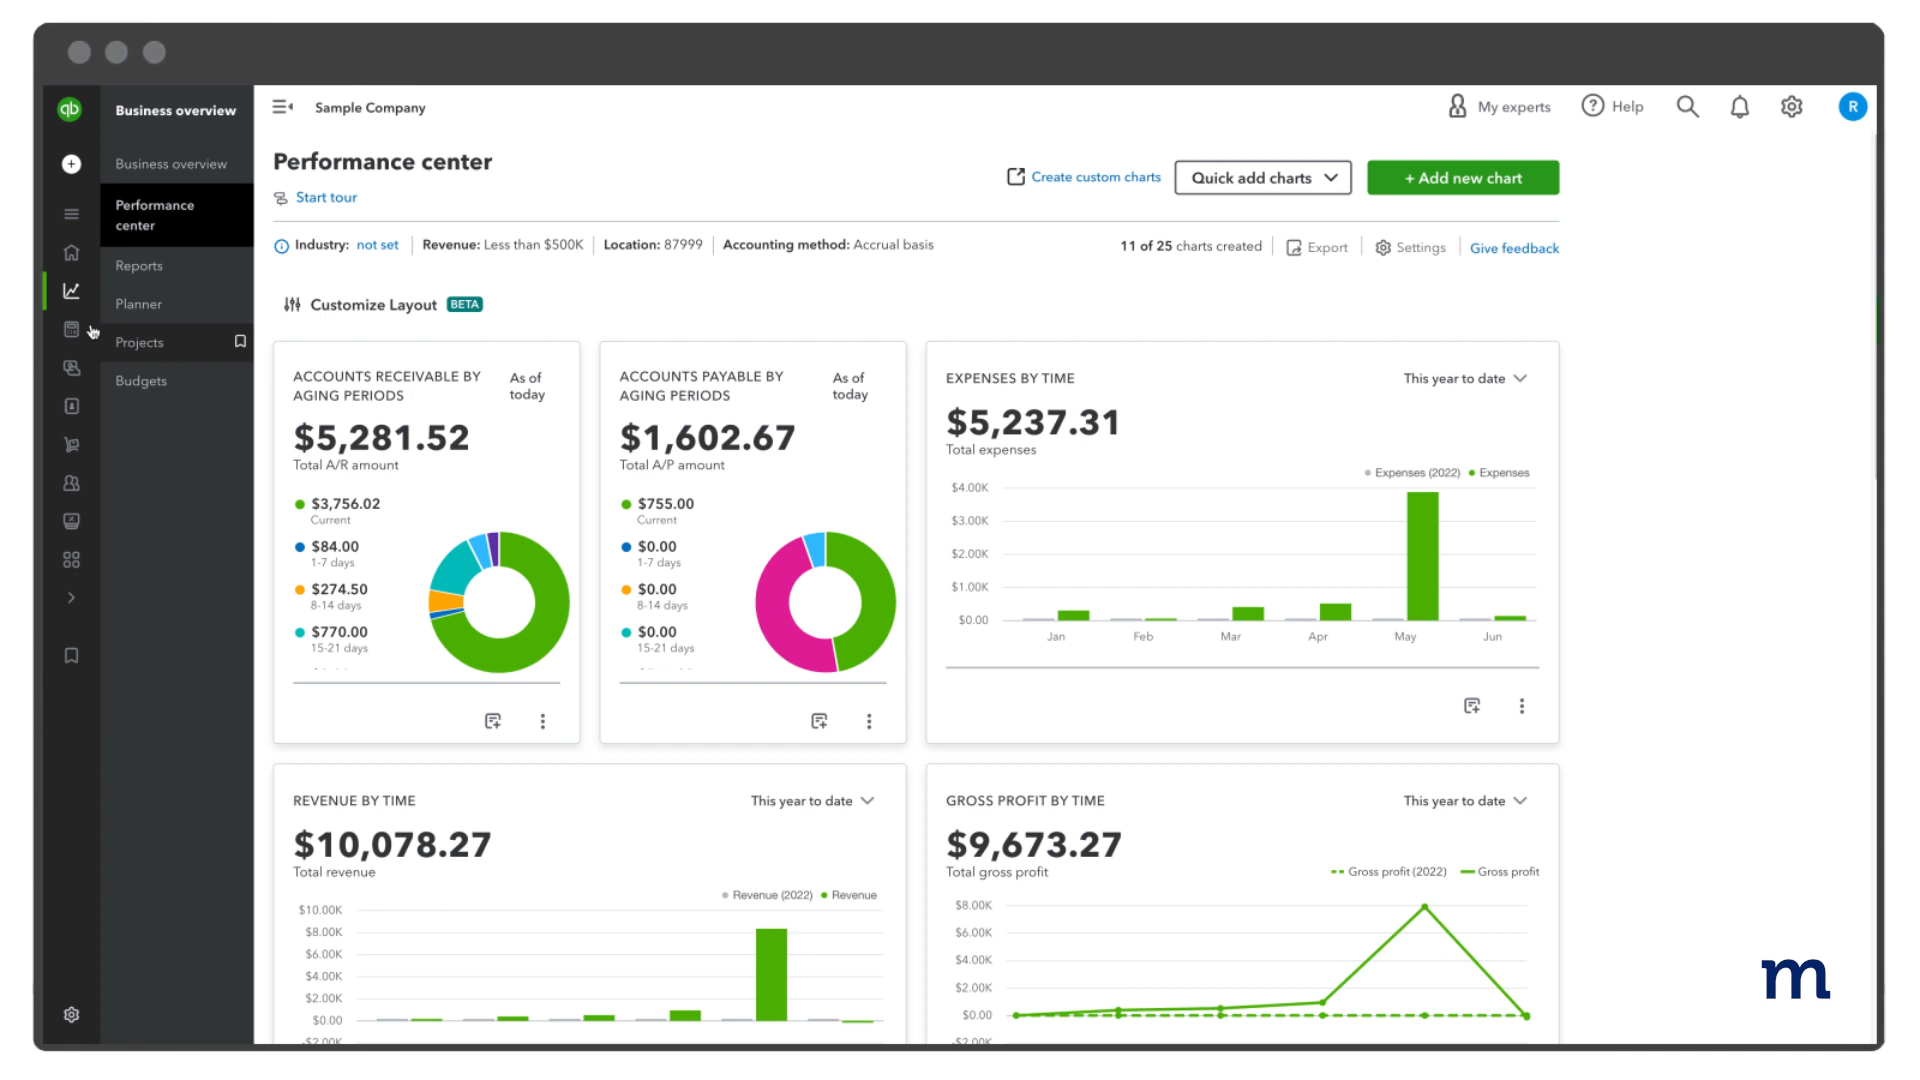 qb
Business overview
Business overview
Performance
center
Reports
Planner
Projects
Budgets
Sample Company
My experts
Help
R
Performance center
Start tour
Create custom charts
Quick add charts
+ Add new chart
Industry: not set
Revenue: Less than $500K
Location: 87999
Accounting method: Accrual basis
11 of 25 charts created
Export
Settings
Give feedback
Customize Layout BETA
ACCOUNTS RECEIVABLE BY
AGING PERIODS
As of
today
$5,281.52
Total A/R amount
$3,756.02
Current
$84.00
1-7 days
$274.50
8-14 days
$770.00
15-21 days
ACCOUNTS PAYABLE BY
AGING PERIODS
As of
today
$1,602.67
Total A/P amount
$755.00
Current
$0.00
1-7 days
$0.00
8-14 days
$0.00
15-21 days
EXPENSES BY TIME
This year to date
$5,237.31
Total expenses
Expenses (2022) Expenses
$4.00K
$3.00K
$2.00K
$1.00K
$0.00
Jan Feb Mar Apr May Jun
REVENUE BY TIME
This year to date
$10,078.27
Total revenue
Revenue (2022) Revenue
$10.00K
$8.00K
$6.00K
$4.00K
$2.00K
$0.00
-$2.00K
GROSS PROFIT BY TIME
This year to date
$9,673.27
Total gross profit
Gross profit (2022) Gross profit
$8.00K
$6.00K
$4.00K
$2.00K
$0.00
-$2.00K
m